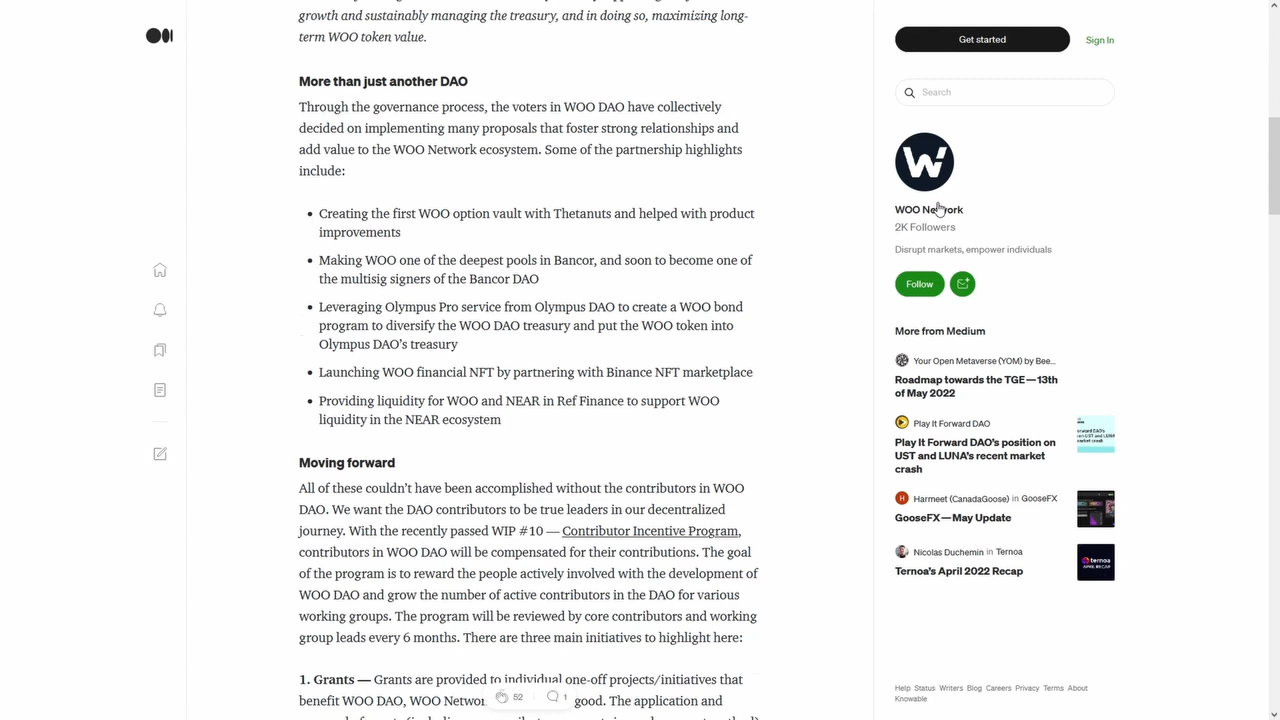 growth and sustainably managing the treasury, and in doing so, maximizing long-
term WOO token value.
More than just another DAO
Through the governance process, the voters in WOO DAO have collectively
decided on implementing many proposals that foster strong relationships and
add value to the WOO Network ecosystem. Some of the partnership highlights
include:
• Creating the first WOO option vault with Thetanuts and helped with product
improvements
• Making WOO one of the deepest pools in Bancor, and soon to become one of
the multisig signers of the Bancor DAO
• Leveraging Olympus Pro service from Olympus DAO to create a WOO bond
program to diversify the WOO DAO treasury and put the WOO token into
Olympus DAO’s treasury
• Launching WOO financial NFT by partnering with Binance NFT marketplace
• Providing liquidity for WOO and NEAR in Ref Finance to support WOO
liquidity in the NEAR ecosystem
Moving forward
All of these couldn’t have been accomplished without the contributors in WOO
DAO. We want the DAO contributors to be true leaders in our decentralized
journey. With the recently passed WIP #10 — Contributor Incentive Program,
contributors in WOO DAO will be compensated for their contributions. The goal
of the program is to reward the people actively involved with the development of
WOO DAO and grow the number of active contributors in the DAO for various
working groups. The program will be reviewed by core contributors and working
group leads every 6 months. There are three main initiatives to highlight here:
1. Grants — Grants are provided to individual one-off projects/initiatives that
benefit WOO DAO, WOO Networ good. The application and
52 1
Get started Sign In
Search
W
WOO Network
2K Followers
Disrupt markets, empower individuals
Follow
More from Medium
Your Open Metaverse (YOM) by Bee...
Roadmap towards the TGE — 13th
of May 2022
Play It Forward DAO
Play It Forward DAO’s position on
UST and LUNA’s recent market
crash
H Harmeet (CanadaGoose) in GooseFX
GooseFX — May Update
Nicolas Duchemin in Ternoa
Ternoa’s April 2022 Recap
ternoa
APRIL RECAP
Help Status Writers Blog Careers Privacy Terms About
Knowable